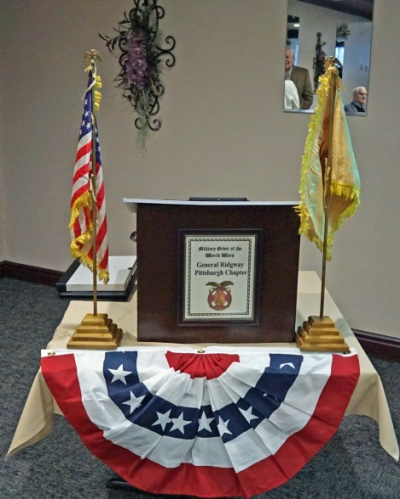 Military Order of the
World Wars
General Ridgway
Pittsburgh Chapter